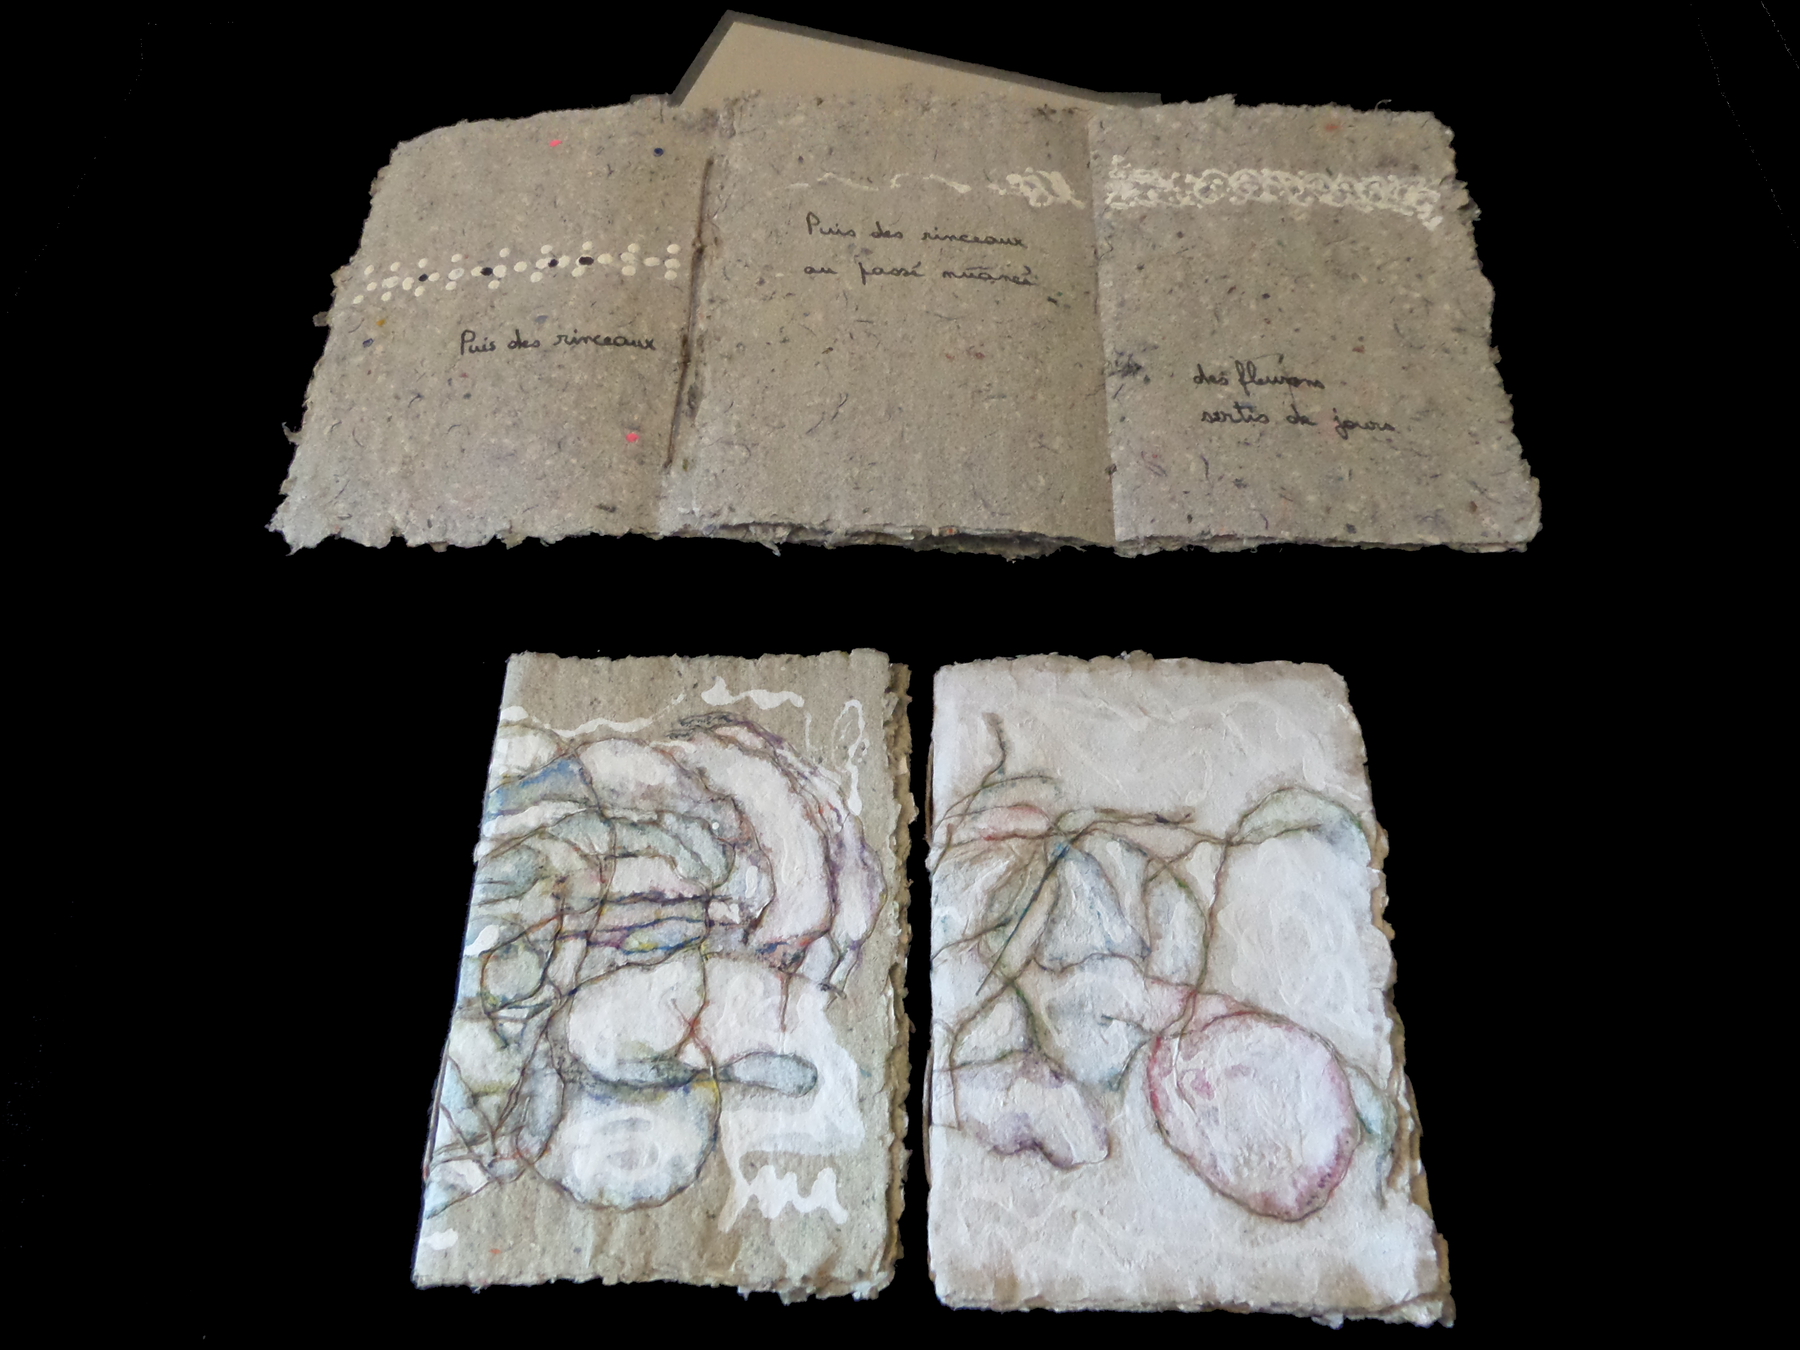 Puis des rinceaux
Puis des rinceaux
au passé nuancé
des fleurons
sertis de jours